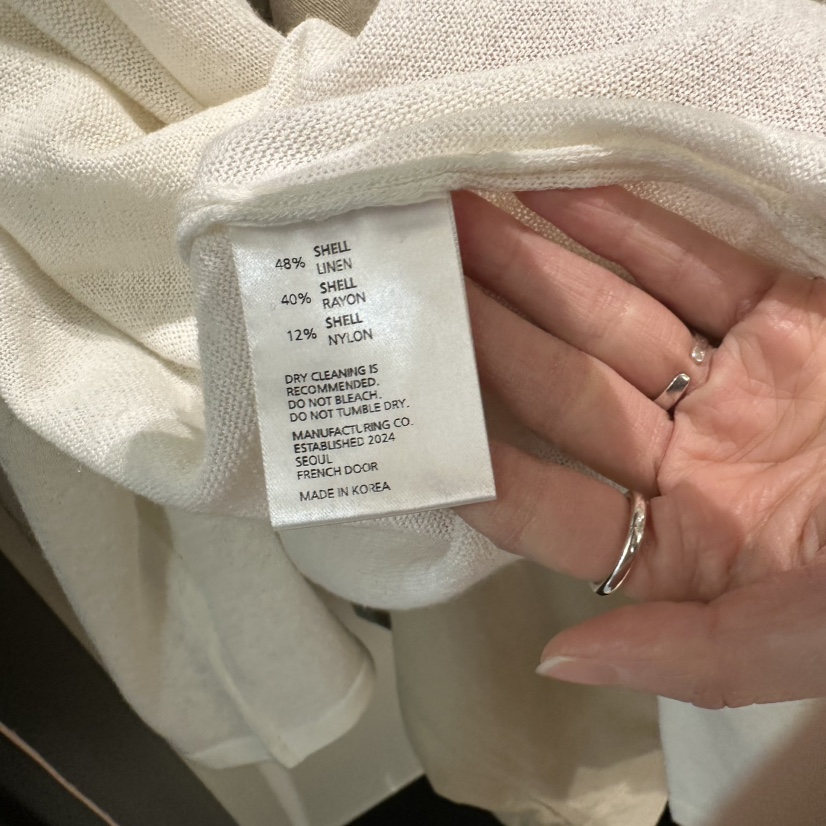 48% SHELL
LINEN
40% SHELL
RAYON
12% SHELL
NYLON
DRY CLEANING IS
RECOMMENDED.
DO NOT BLEACH.
DO NOT TUMBLE DRY.
MANUFACTURING CO.
ESTABLISHED 2024
SEOUL
FRENCH DOOR
MADE IN KOREA